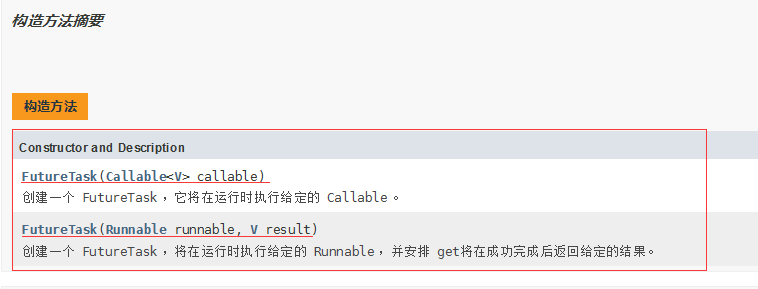 构造方法摘要
构造方法
Constructor and Description
FutureTask(Callable<V> callable)
创建一个 FutureTask，它将在运行时执行给定的 Callable 。
FutureTask(Runnable runnable, V result)
创建一个 FutureTask，将在运行时执行给定的 Runnable ，并安排 get将在成功完成后返回给定的结果。